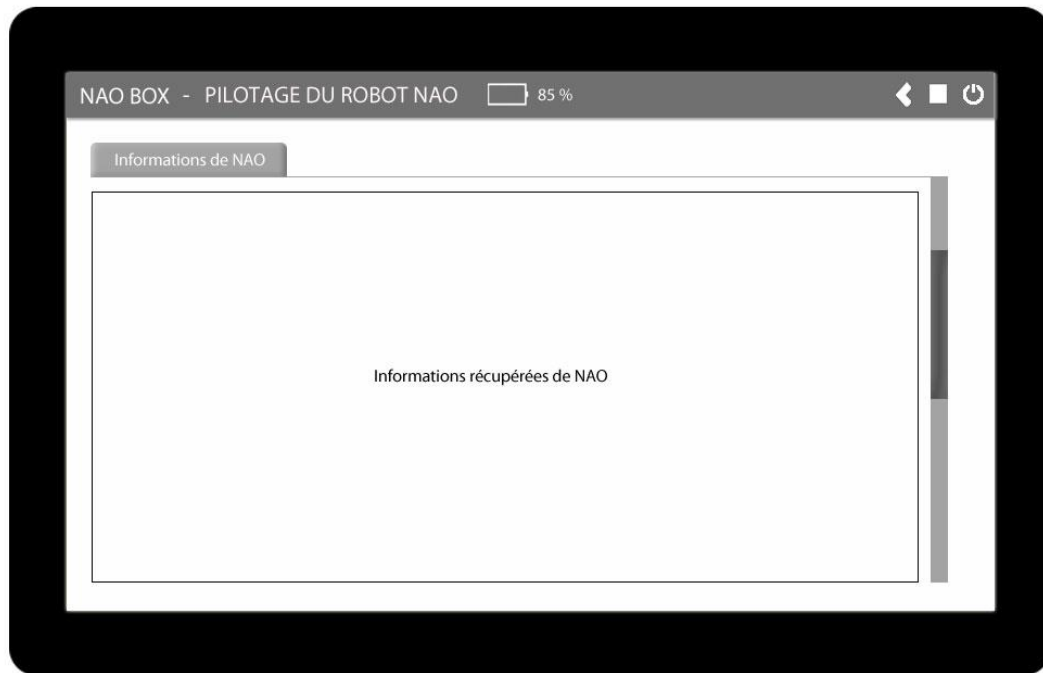 NAO BOX - PILOTAGE DU ROBOT NAO 85 %
Informations de NAO
Informations récupérées de NAO